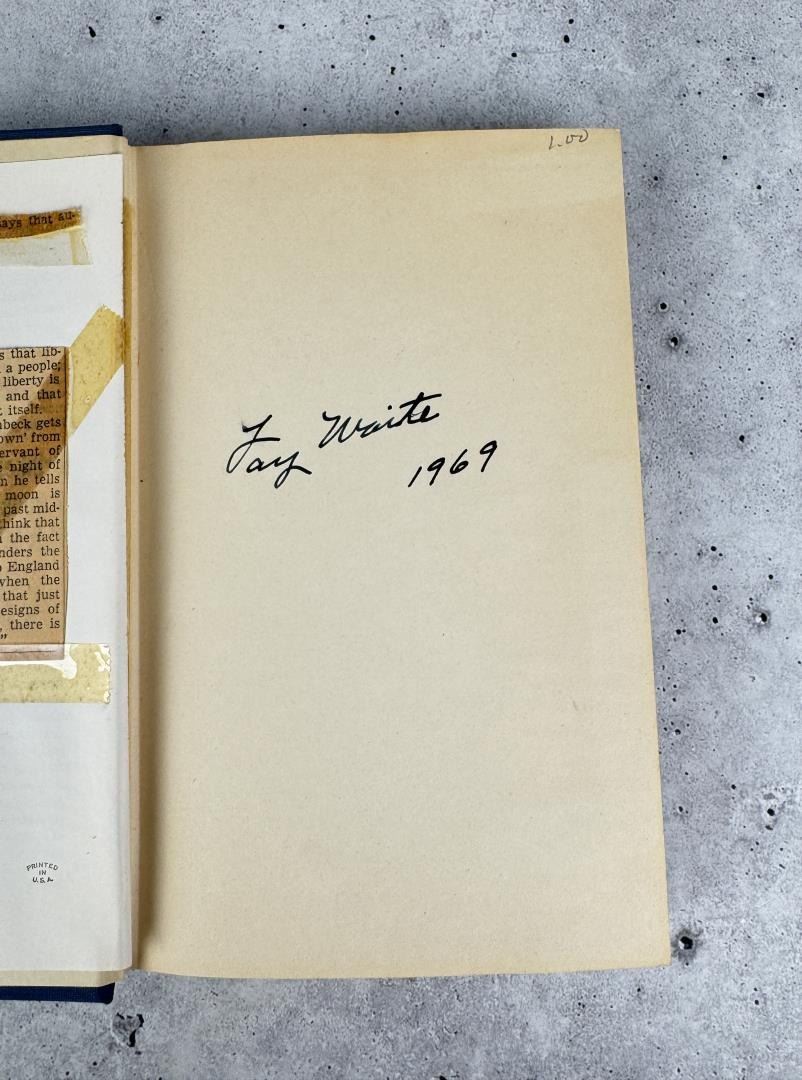 says that au-
s that lib-
a people;
liberty is
and that
t itself.
nbeck gets
own' from
ervant of
e night of
n he tells
moon is
past mid-
think that
n the fact
nders the
o England
when the
that just
esigns of
, there is
"
PRINTED
IN
U.S.A.
1.00
Fay Waite
1969